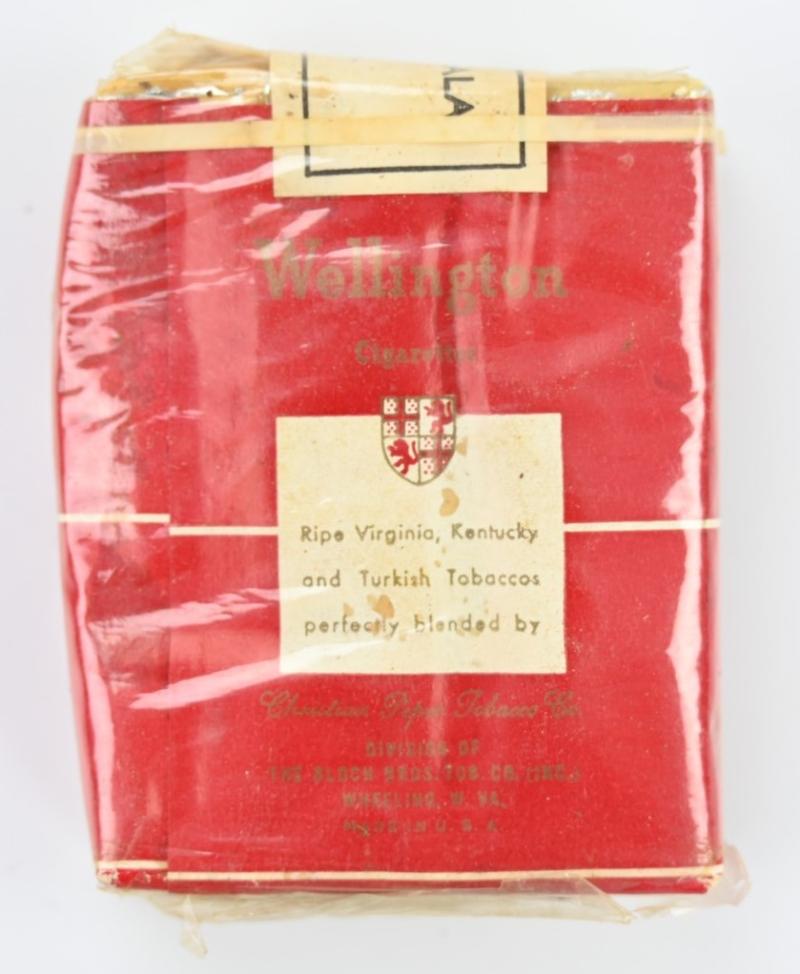 ALA
Wellington
Cigarettes
Ripe Virginia, Kentucky
and Turkish Tobaccos
perfectly blended by
Christian Peper Tobacco Co.
DIVISION OF
THE BLOCH BROS. TOB. CO. (INC.)
WHEELING, W. VA.
MADE IN U. S. A.